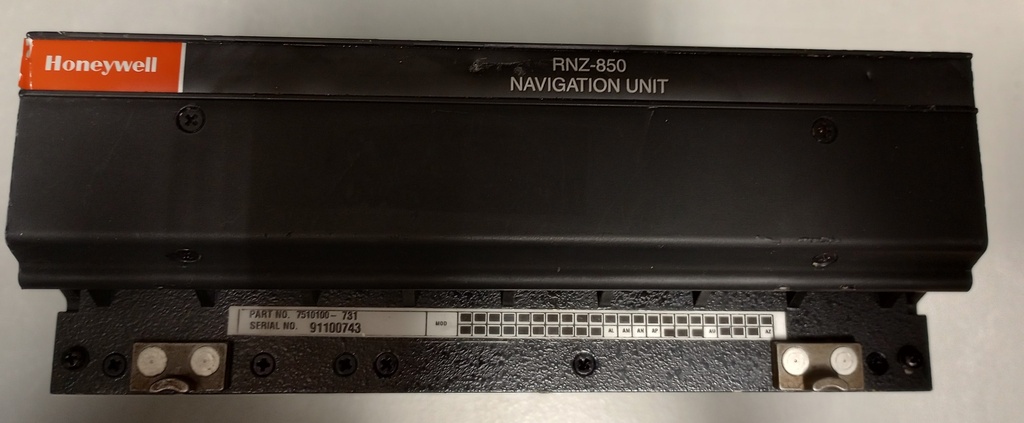 Honeywell
RNZ-850
NAVIGATION UNIT
PART NO. 7510100-731
SERIAL NO. 91100743
MOD
AL AM AN AP AU AZ